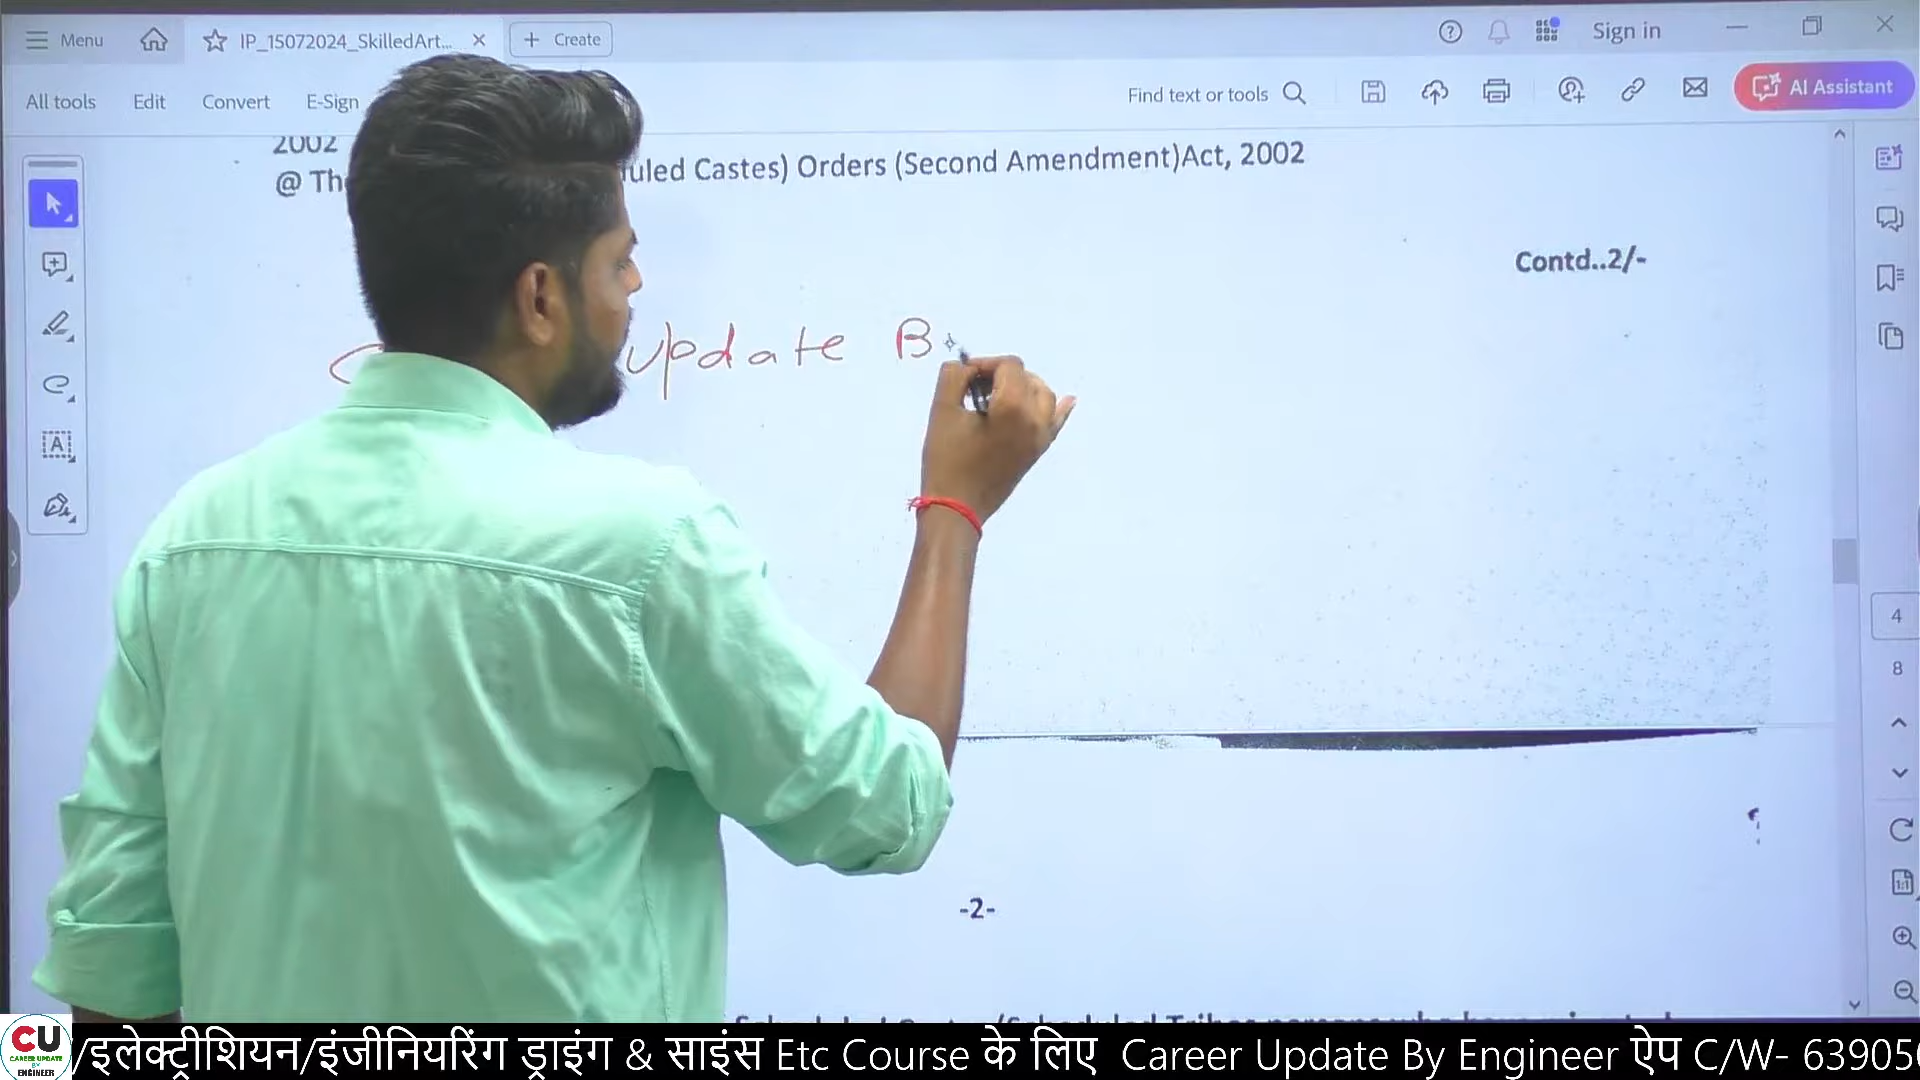 Menu
IP_15072024_SkilledArt...
Create
Sign in
All tools
Edit
Convert
E-Sign
Find text or tools
AI Assistant
2002
@ The
Castes) Orders (Second Amendment)Act, 2002
Contd..2/-
update B
4
8
-2-
CU
CAREER UPDATE
BY
ENGINEER
/इलेक्ट्रीशियन/इंजीनियरिंग ड्राइंग & साइंस Etc Course के लिए Career Update By Engineer ऐप C/W- 63905